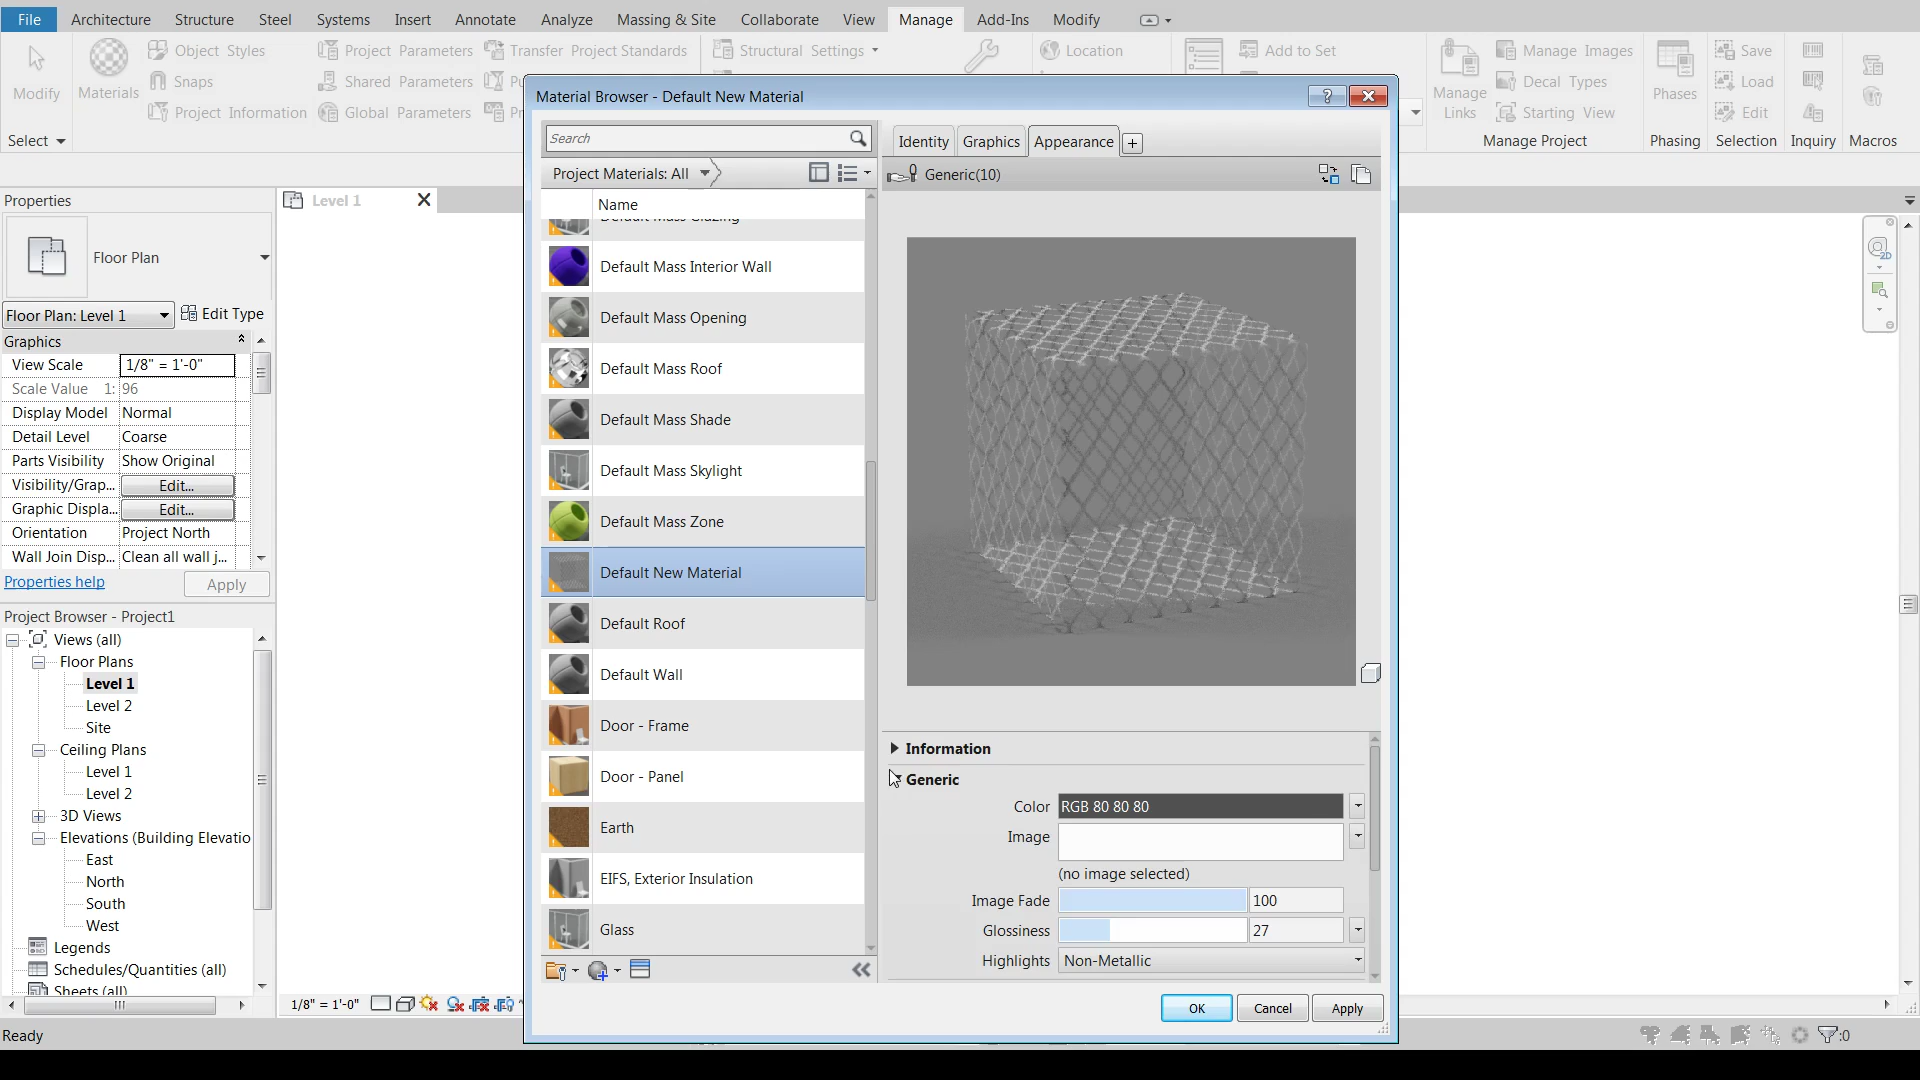 File Architecture Structure Steel Systems Insert Annotate Analyze Massing & Site Collaborate View Manage Add-Ins Modify
Modify
Select
Materials
Object Styles
Snaps
Project Information
Project Parameters
Shared Parameters
Global Parameters
Transfer Project Standards
Structural Settings
Location
Add to Set
Manage Links
Manage Images
Decal Types
Starting View
Manage Project
Phases
Phasing
Save
Load
Edit
Selection
Inquiry
Macros
Properties
Floor Plan
Floor Plan: Level 1
Edit Type
Graphics
View Scale 1/8" = 1'-0"
Scale Value 1: 96
Display Model Normal
Detail Level Coarse
Parts Visibility Show Original
Visibility/Grap... Edit...
Graphic Displa... Edit...
Orientation Project North
Wall Join Disp... Clean all wall j...
Properties help
Apply
Project Browser - Project1
Views (all)
Floor Plans
Level 1
Level 2
Site
Ceiling Plans
Level 1
Level 2
3D Views
Elevations (Building Elevatio
East
North
South
West
Legends
Schedules/Quantities (all)
Sheets (all)
Level 1
1/8" = 1'-0"
Ready
Material Browser - Default New Material
?
Search
Project Materials: All
Name
Default Mass Glazing
Default Mass Interior Wall
Default Mass Opening
Default Mass Roof
Default Mass Shade
Default Mass Skylight
Default Mass Zone
Default New Material
Default Roof
Default Wall
Door - Frame
Door - Panel
Earth
EIFS, Exterior Insulation
Glass
Identity Graphics Appearance +
Generic(10)
Information
Generic
Color RGB 80 80 80
Image
(no image selected)
Image Fade 100
Glossiness 27
Highlights Non-Metallic
OK Cancel Apply
2D
:0